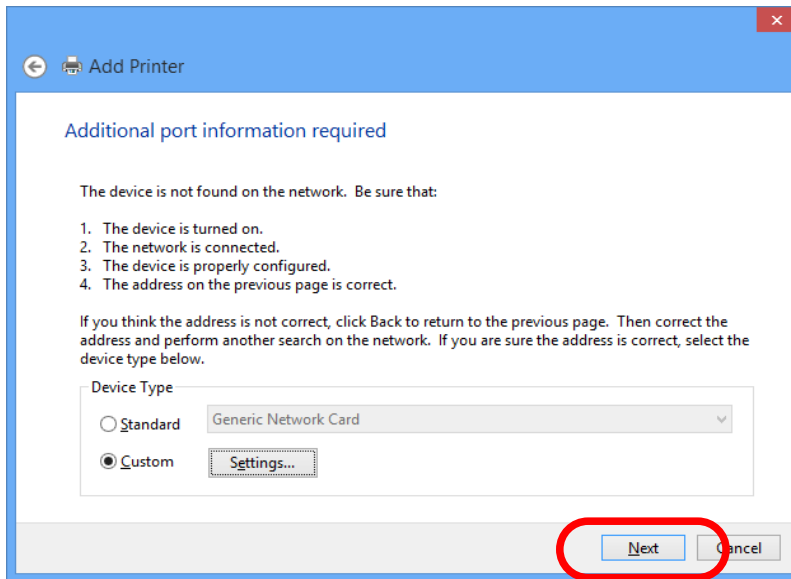 Add Printer
Additional port information required
The device is not found on the network.  Be sure that:
1.  The device is turned on.
2.  The network is connected.
3.  The device is properly configured.
4.  The address on the previous page is correct.
If you think the address is not correct, click Back to return to the previous page.  Then correct the
address and perform another search on the network.  If you are sure the address is correct, select the
device type below.
Device Type
Standard
Generic Network Card
Custom
Settings...
Next
Cancel